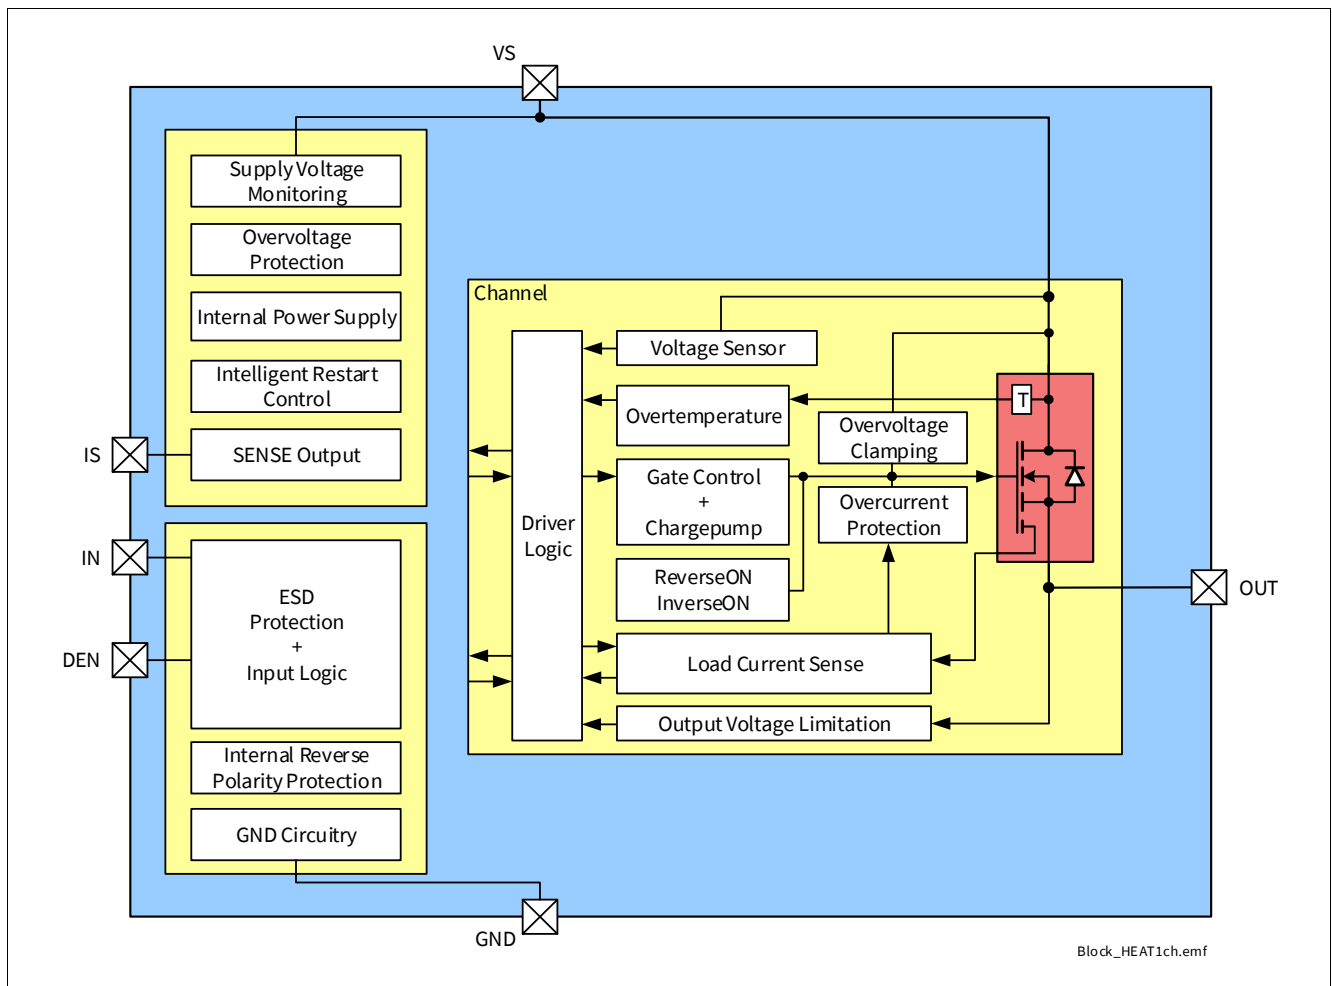 VS
Supply Voltage
Monitoring
Overvoltage
Protection
Internal Power Supply
Intelligent Restart
Control
IS
SENSE Output
IN
DEN
ESD
Protection
+
Input Logic
Internal Reverse
Polarity Protection
GND Circuitry
GND
Channel
Driver
Logic
Voltage Sensor
Overtemperature
T
Overvoltage
Clamping
Gate Control
+
Chargepump
Overcurrent
Protection
ReverseON
InverseON
Load Current Sense
Output Voltage Limitation
OUT
Block_HEAT1ch.emf